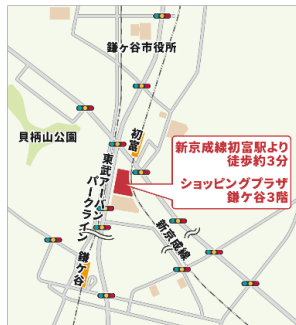 鎌ヶ谷市役所
貝柄山公園
初富
新京成線初富駅より
徒歩約3分
ショッピングプラザ
鎌ケ谷3階
東武アーバン
パークライン
新京成線
鎌ケ谷